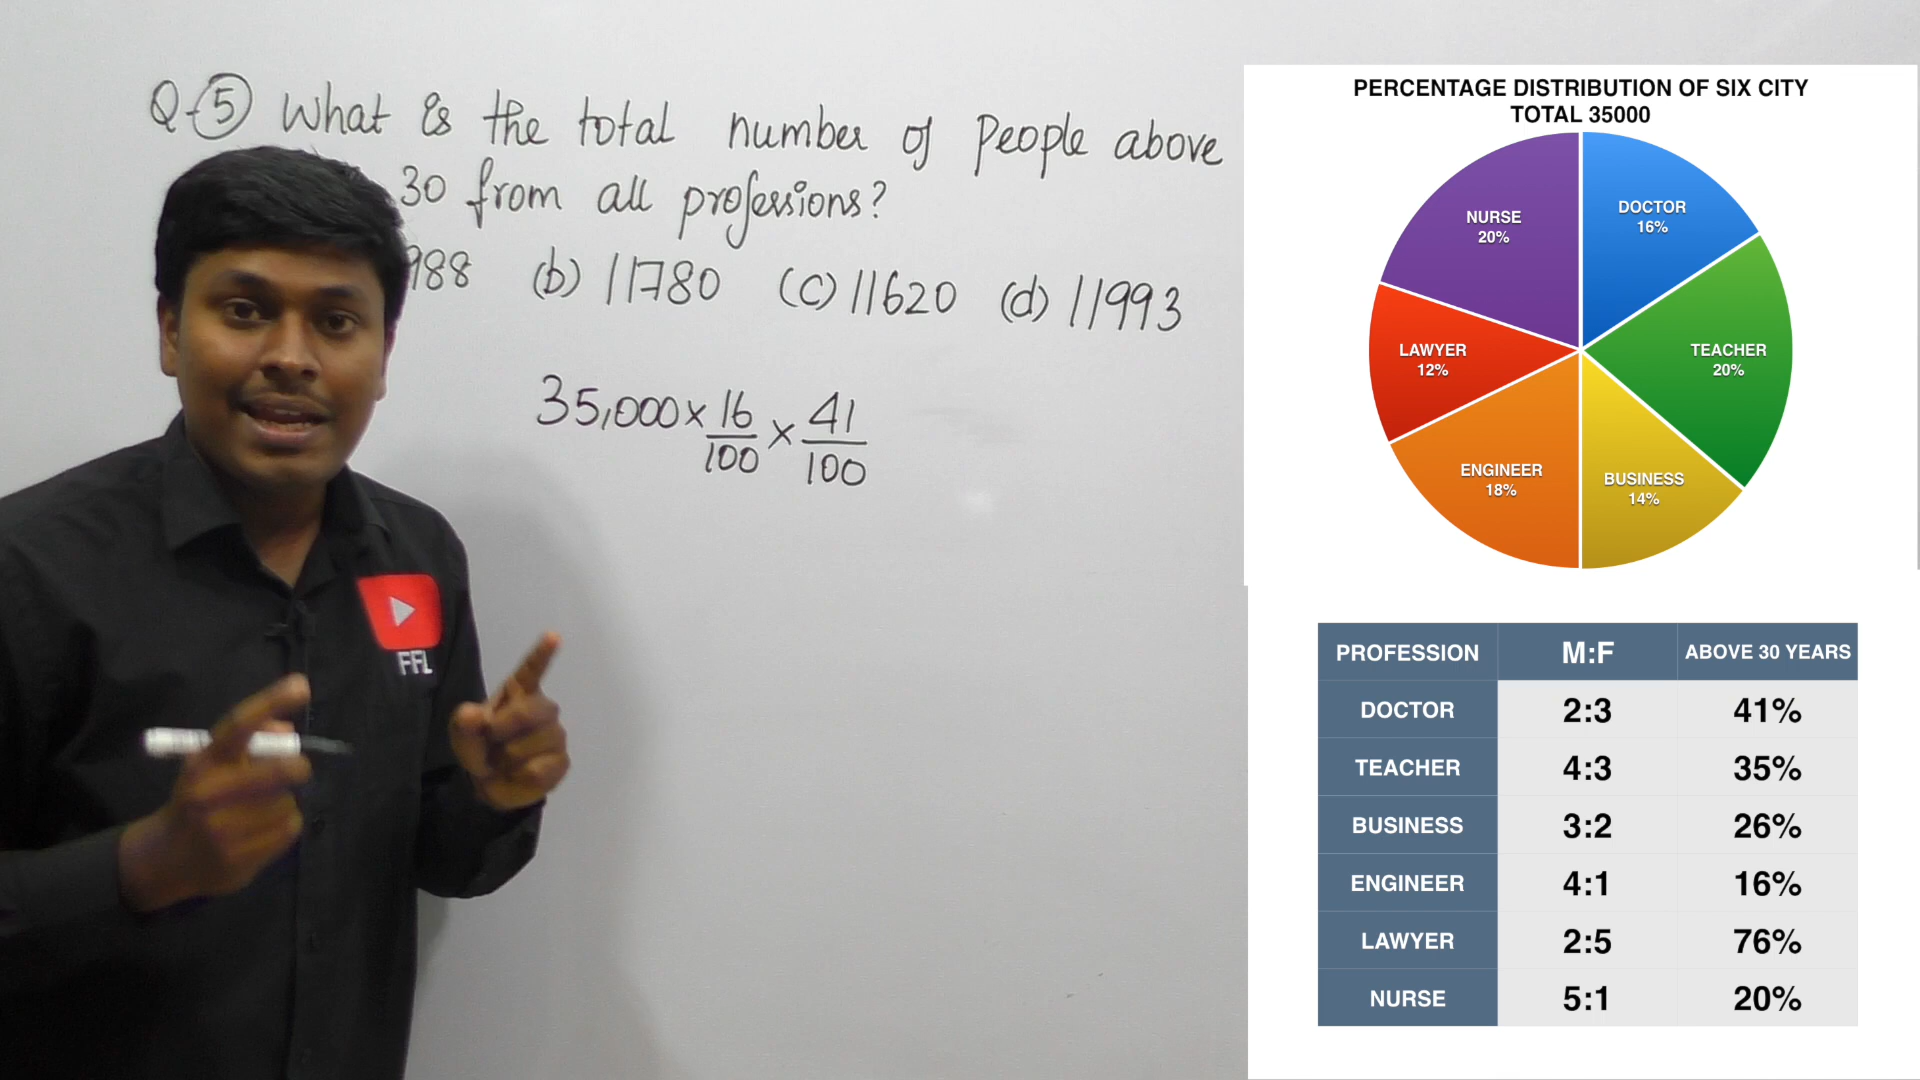 Q-5 What is the total number of People above
30 from all professions?
988 (b) 11780 (c) 11620 (d) 11993
35,000 x 16/100 x 41/100
FFL
PERCENTAGE DISTRIBUTION OF SIX CITY
TOTAL 35000
NURSE
20%
DOCTOR
16%
LAWYER
12%
TEACHER
20%
ENGINEER
18%
BUSINESS
14%
PROFESSION M:F ABOVE 30 YEARS
DOCTOR 2:3 41%
TEACHER 4:3 35%
BUSINESS 3:2 26%
ENGINEER 4:1 16%
LAWYER 2:5 76%
NURSE 5:1 20%